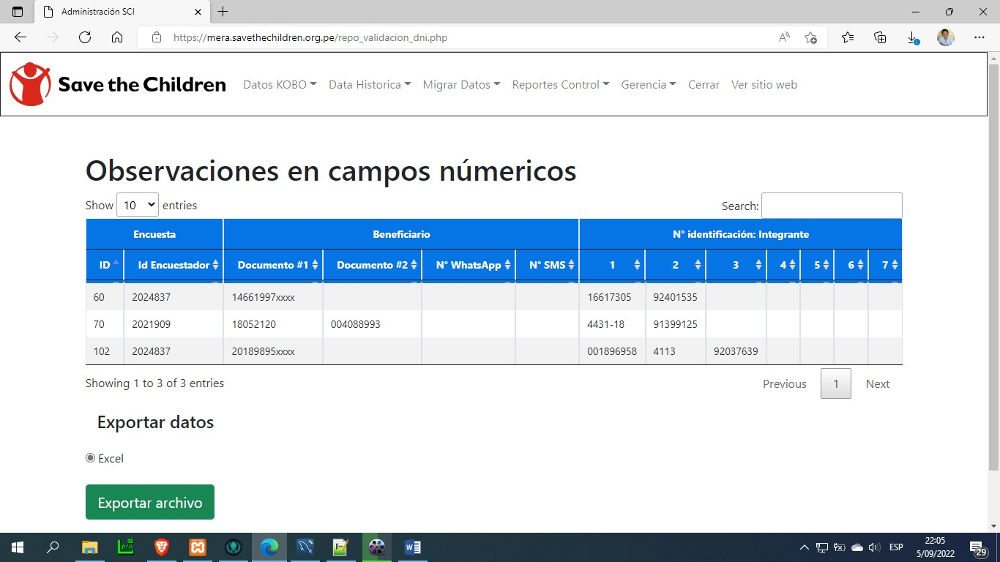 Administración SCI
https://mera.savethechildren.org.pe/repo_validacion_dni.php
Save the Children
Datos KOBO Data Historica Migrar Datos Reportes Control Gerencia Cerrar Ver sitio web
Observaciones en campos númericos
Show 10 entries Search:
Encuesta Beneficiario N° identificación: Integrante
ID Id Encuestador Documento #1 Documento #2 N° WhatsApp N° SMS 1 2 3 4 5 6 7
60 2024837 14661997xxxx 16617305 92401535
70 2021909 18052120 004088993 4431-18 91399125
102 2024837 20189895xxxx 001896958 4113 92037639
Showing 1 to 3 of 3 entries Previous 1 Next
Exportar datos
Excel
Exportar archivo
ESP 22:05
5/09/2022 29